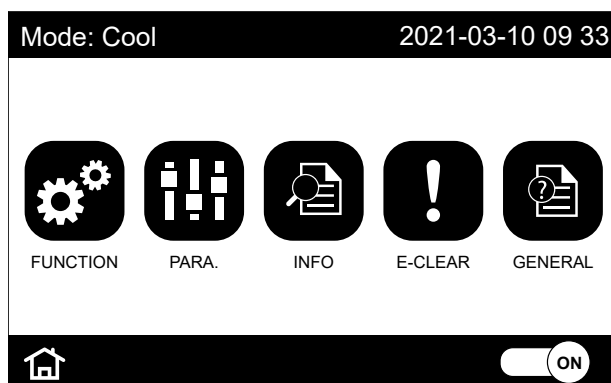 Mode: Cool 2021-03-10 09 33
?
FUNCTION PARA. INFO E-CLEAR GENERAL
ON